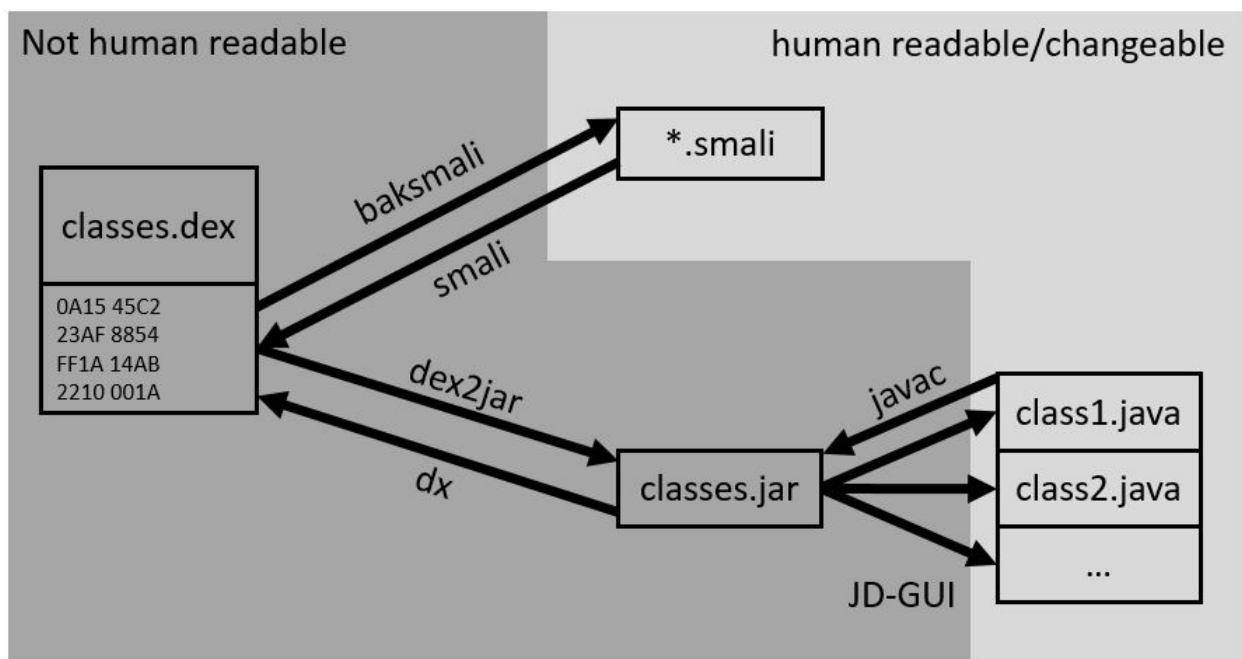 Not human readable
human readable/changeable
*.smali
baksmali
classes.dex
smali
0A15 45C2
23AF 8854
FF1A 14AB
2210 001A
dex2jar
javac
class1.java
dx
classes.jar
class2.java
...
JD-GUI